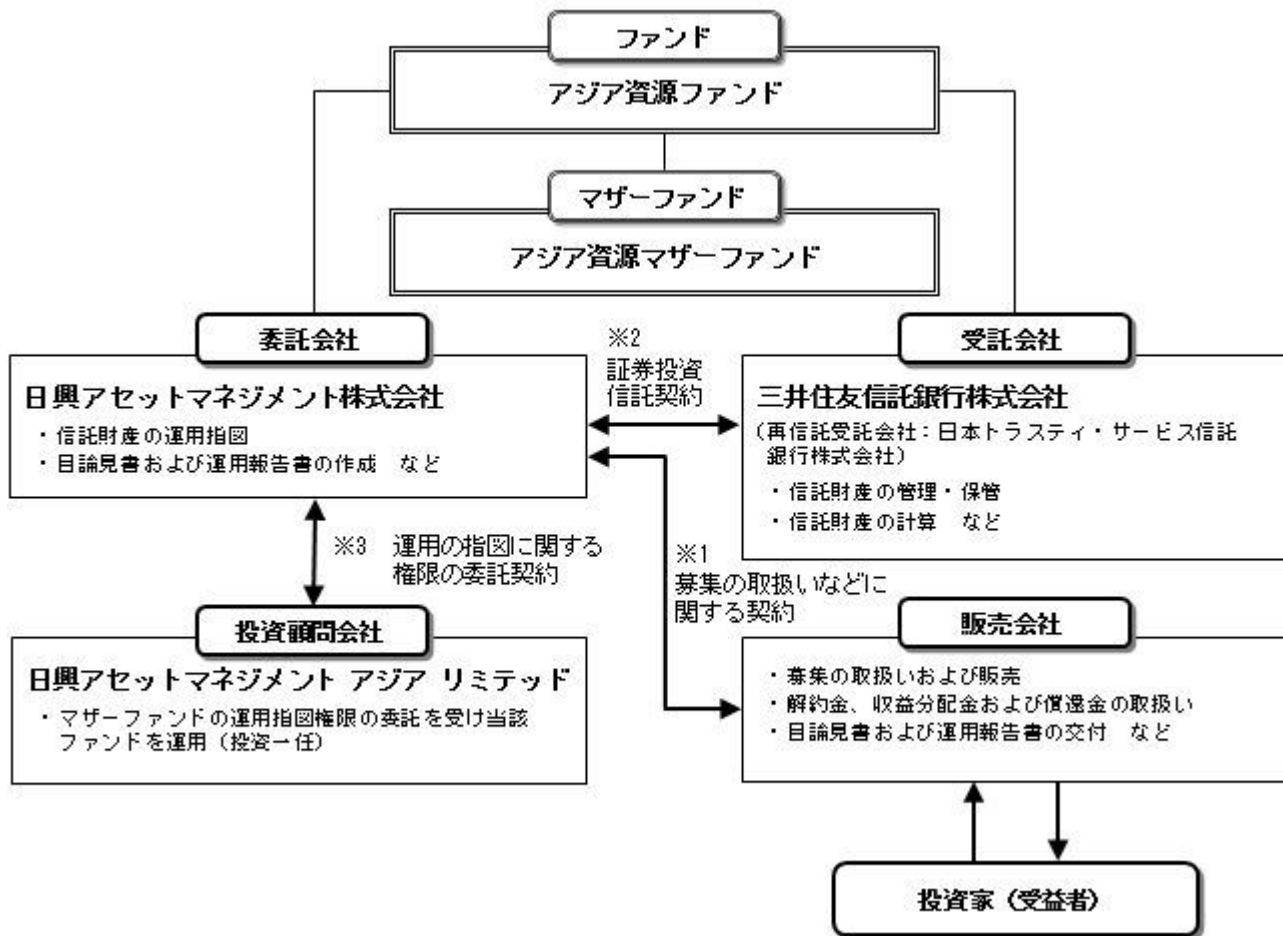 ファンド
アジア資源ファンド
マザーファンド
アジア資源マザーファンド
委託会社
日興アセットマネジメント株式会社
・信託財産の運用指図
・目論見書および運用報告書の作成 など
※2
証券投資
信託契約
受託会社
三井住友信託銀行株式会社
(再信託受託会社:日本トラスティ・サービス信託
銀行株式会社)
・信託財産の管理・保管
・信託財産の計算 など
※3 運用の指図に関する
権限の委託契約
※1
募集の取扱いなどに
関する契約
投資顧問会社
日興アセットマネジメント アジア リミテッド
・マザーファンドの運用指図権限の委託を受け当該
ファンドを運用(投資一任)
販売会社
・募集の取扱いおよび販売
・解約金、収益分配金および償還金の取扱い
・目論見書および運用報告書の交付 など
投資家(受益者)